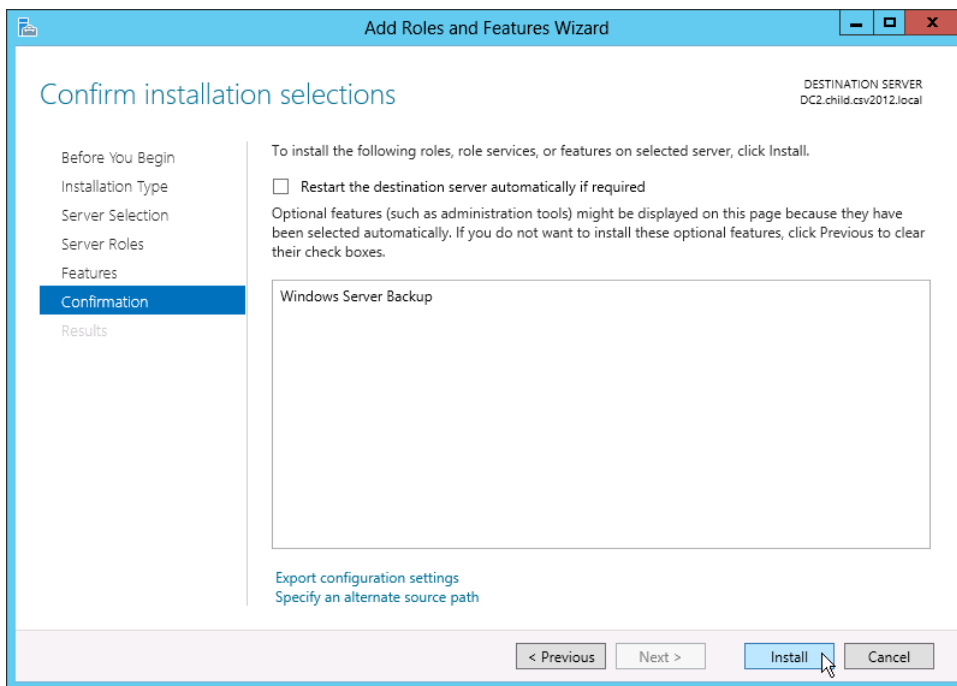 Add Roles and Features Wizard
Confirm installation selections
DESTINATION SERVER
DC2.child.csv2012.local
Before You Begin
Installation Type
Server Selection
Server Roles
Features
Confirmation
Results
To install the following roles, role services, or features on selected server, click Install.
Restart the destination server automatically if required
Optional features (such as administration tools) might be displayed on this page because they have
been selected automatically. If you do not want to install these optional features, click Previous to clear
their check boxes.
Windows Server Backup
Export configuration settings
Specify an alternate source path
< Previous
Next >
Install
Cancel